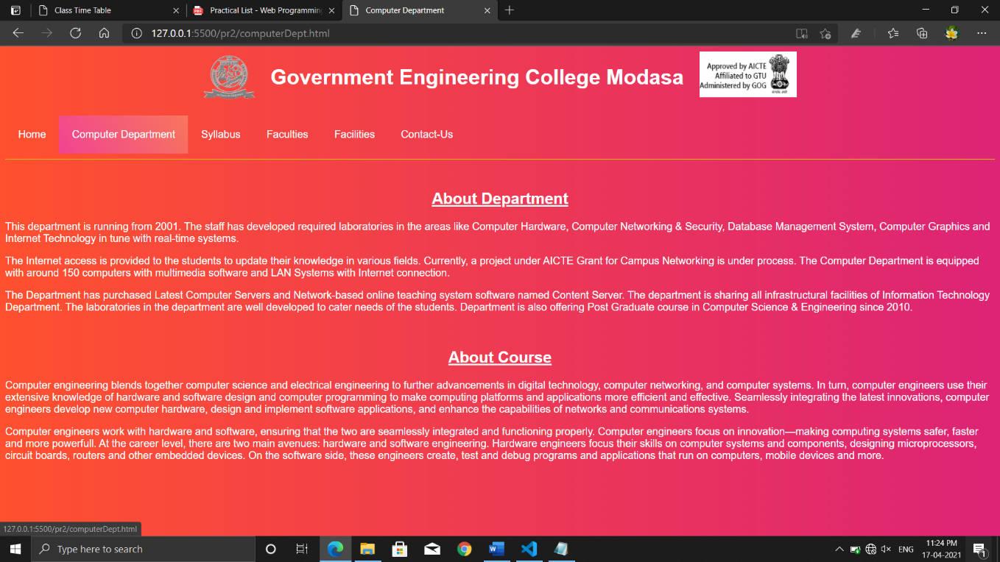 Class Time Table
Practical List - Web Programming
Computer Department
127.0.0.1:5500/pr2/computerDept.html
Government Engineering College Modasa
Approved by AICTE
Affiliated to GTU
Administered by GOG
Home Computer Department Syllabus Faculties Facilities Contact-Us
About Department
This department is running from 2001. The staff has developed required laboratories in the areas like Computer Hardware, Computer Networking & Security, Database Management System, Computer Graphics and
Internet Technology in tune with real-time systems.
The Internet access is provided to the students to update their knowledge in various fields. Currently, a project under AICTE Grant for Campus Networking is under process. The Computer Department is equipped
with around 150 computers with multimedia software and LAN Systems with Internet connection.
The Department has purchased Latest Computer Servers and Network-based online teaching system software named Content Server. The department is sharing all infrastructural facilities of Information Technology
Department. The laboratories in the department are well developed to cater needs of the students. Department is also offering Post Graduate course in Computer Science & Engineering since 2010.
About Course
Computer engineering blends together computer science and electrical engineering to further advancements in digital technology, computer networking, and computer systems. In turn, computer engineers use their
extensive knowledge of hardware and software design and computer programming to make computing platforms and applications more efficient and effective. Seamlessly integrating the latest innovations, computer
engineers develop new computer hardware, design and implement software applications, and enhance the capabilities of networks and communications systems.
Computer engineers work with hardware and software, ensuring that the two are seamlessly integrated and functioning properly. Computer engineers focus on innovation—making computing systems safer, faster
and more powerfull. At the career level, there are two main avenues: hardware and software engineering. Hardware engineers focus their skills on computer systems and components, designing microprocessors,
circuit boards, routers and other embedded devices. On the software side, these engineers create, test and debug programs and applications that run on computers, mobile devices and more.
127.0.0.1:5500/pr2/computerDept.html
Type here to search
ENG
11:24 PM
17-04-2021
1